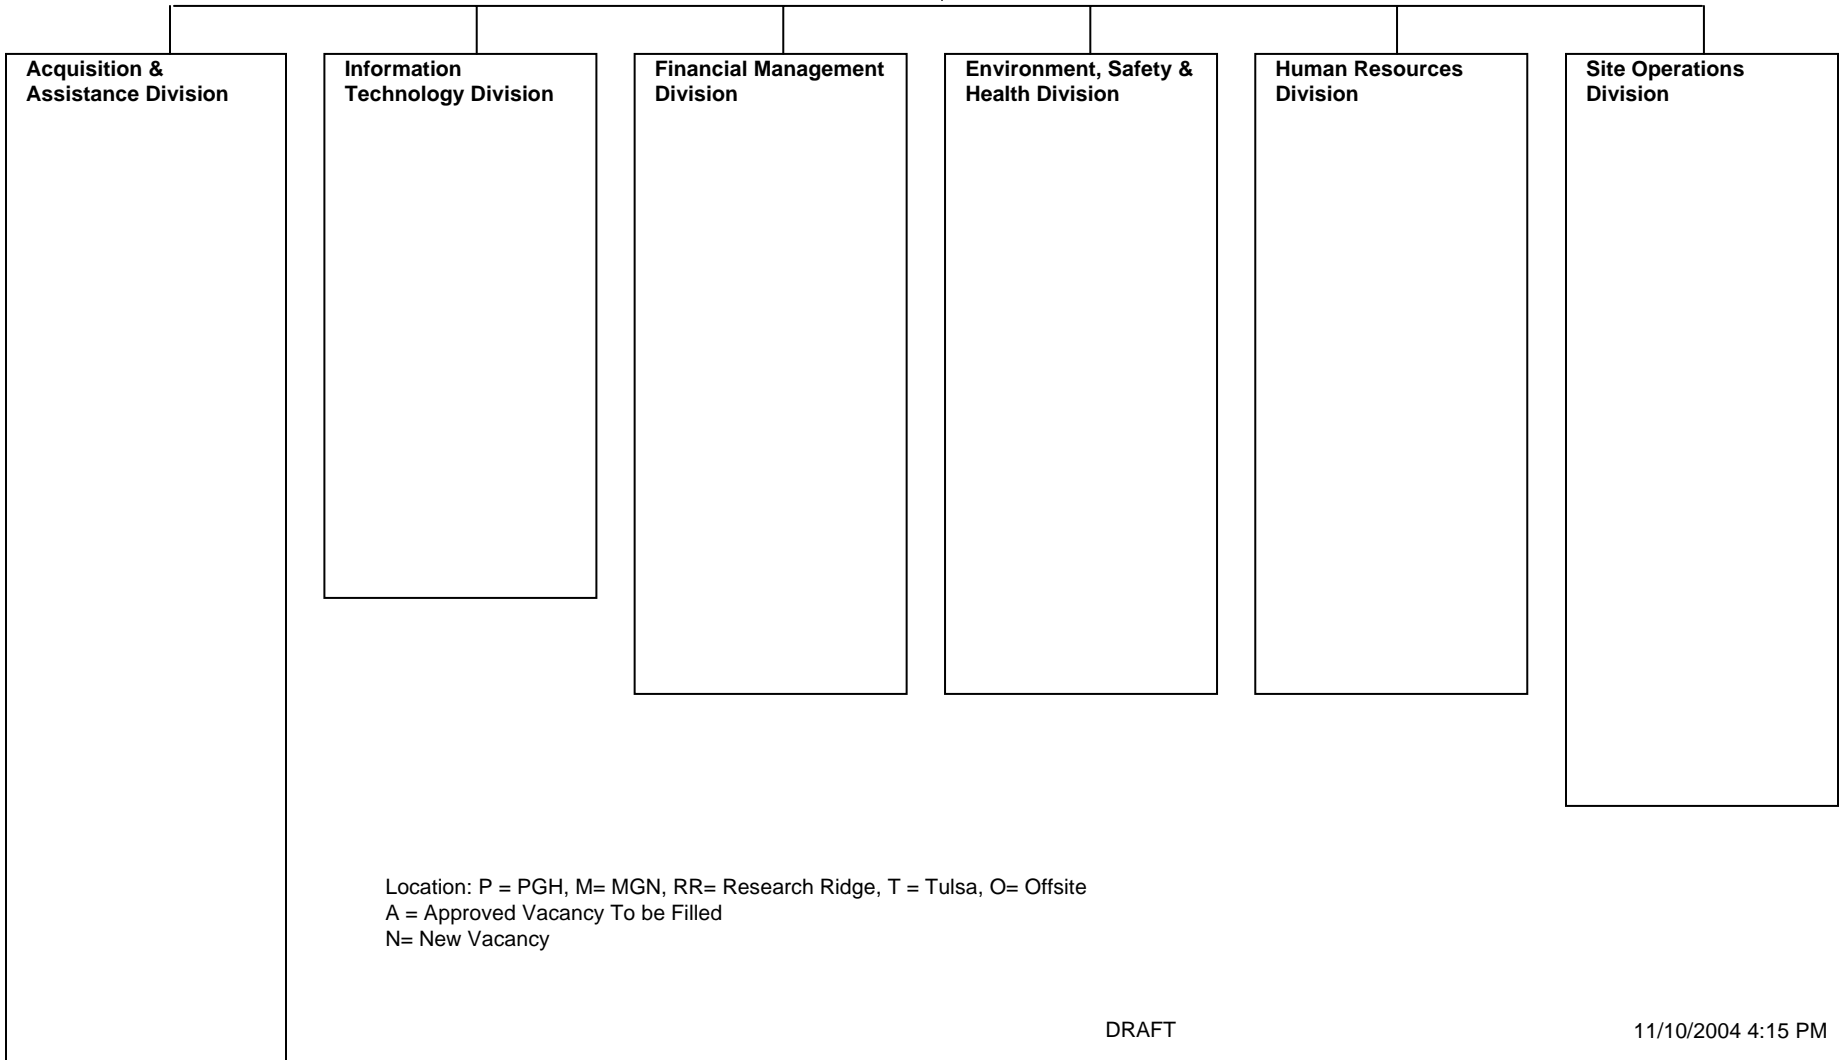 Acquisition &
Assistance Division
Information
Technology Division
Financial Management
Division
Environment, Safety &
Health Division
Human Resources
Division
Site Operations
Division
Location: P = PGH, M= MGN, RR= Research Ridge, T = Tulsa, O= Offsite
A = Approved Vacancy To be Filled
N= New Vacancy
DRAFT
11/10/2004 4:15 PM